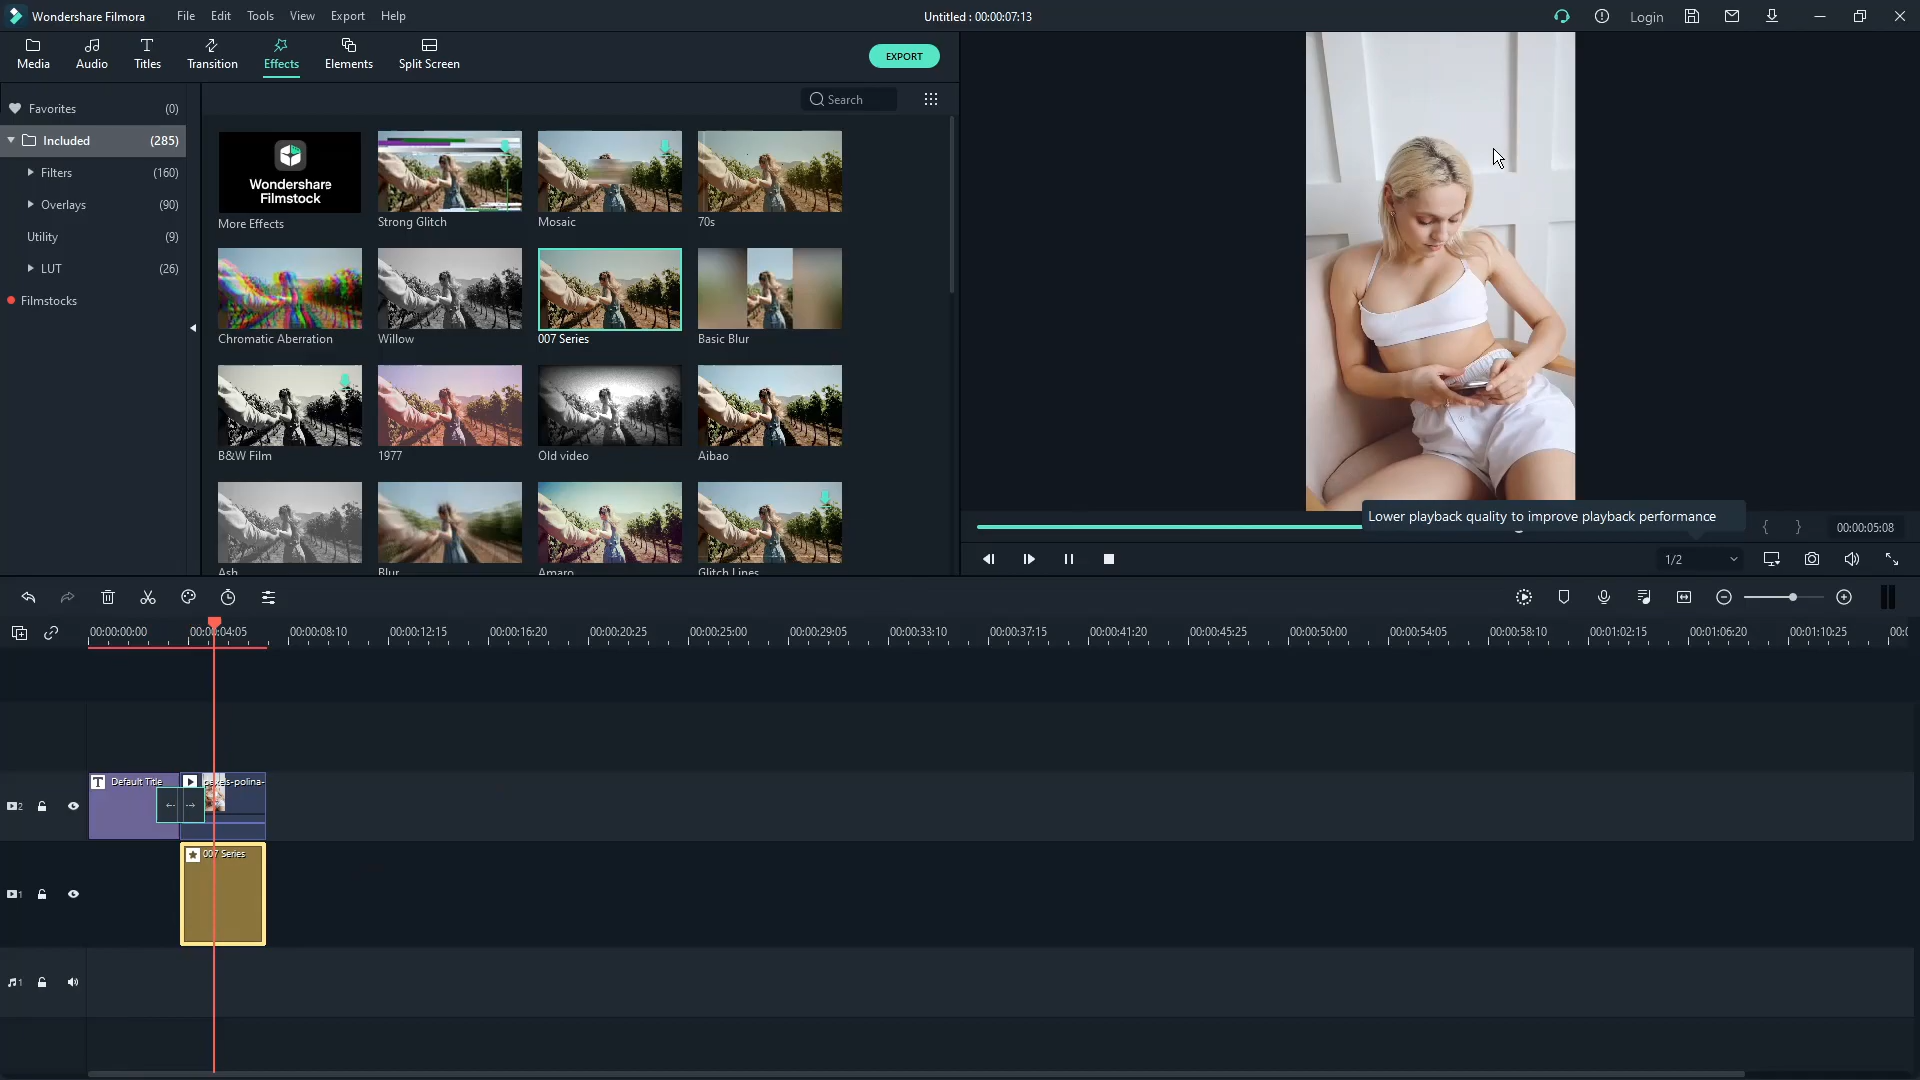 Wondershare Filmora File Edit Tools View Export Help Untitled : 00:00:07:13 Login
Media Audio Titles Transition Effects Elements Split Screen EXPORT
Favorites (0)
Included (285)
Filters (160)
Overlays (90)
Utility (9)
LUT (26)
Filmstocks
Search
Wondershare
Filmstock
More Effects Strong Glitch Mosaic 70s
Chromatic Aberration Willow 007 Series Basic Blur
B&W Film 1977 Old video Aibao
Ash Blur Amaro Glitch Lines
Lower playback quality to improve playback performance
{ } 00:00:05:08
1/2
00:00:00:00 00:00:04:05 00:00:08:10 00:00:12:15 00:00:16:20 00:00:20:25 00:00:25:00 00:00:29:05 00:00:33:10 00:00:37:15 00:00:41:20 00:00:45:25 00:00:50:00 00:00:54:05 00:00:58:10 00:01:02:15 00:01:06:20 00:01:10:25
T Default Title pexels-polina-
2
007 Series
1
1